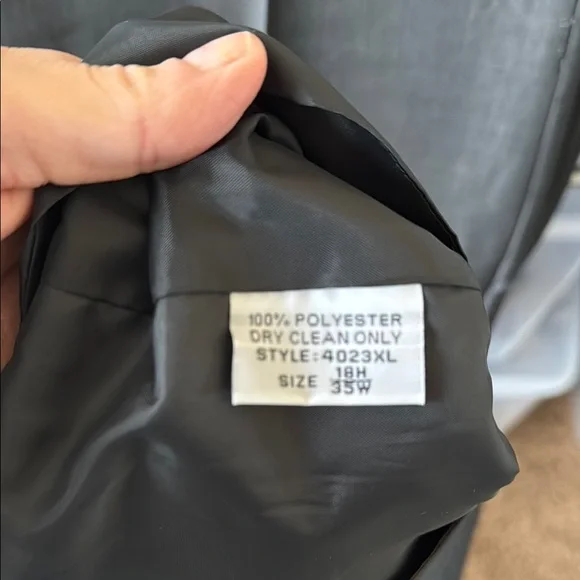 100% POLYESTER
DRY CLEAN ONLY
STYLE:4023XL
SIZE 18H
35W